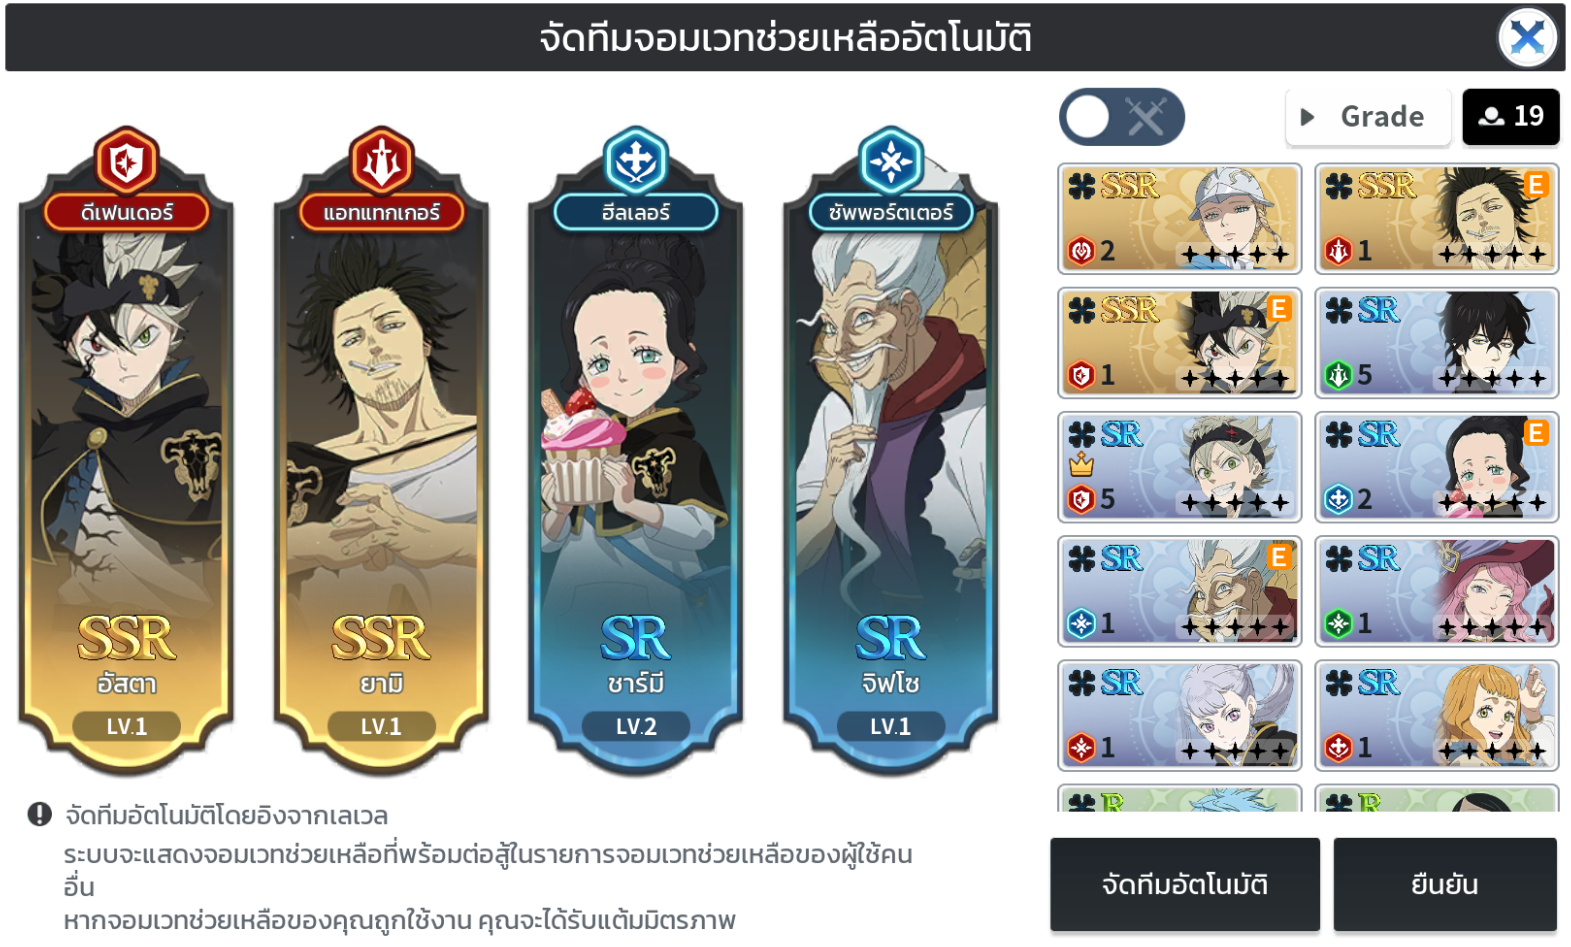 จัดทีมจอมเวทช่วยเหลืออัตโนมัติ
Grade
19
ดีเฟนเดอร์
แอทแทกเกอร์
ฮีลเลอร์
ซัพพอร์ตเตอร์
SSR
อัสตา
LV.1
SSR
ยามิ
LV.1
SR
ชาร์มี
LV.2
SR
จิฟโซ
LV.1
SSR
2
SSR
E
1
SSR
E
1
SR
5
SR
5
SR
E
2
SR
E
1
SR
1
SR
1
SR
1
R
R
จัดทีมอัตโนมัติโดยอิงจากเลเวล
ระบบจะแสดงจอมเวทช่วยเหลือที่พร้อมต่อสู้ในรายการจอมเวทช่วยเหลือของผู้ใช้คน
อื่น
หากจอมเวทช่วยเหลือของคุณถูกใช้งาน คุณจะได้รับแต้มมิตรภาพ
จัดทีมอัตโนมัติ
ยืนยัน